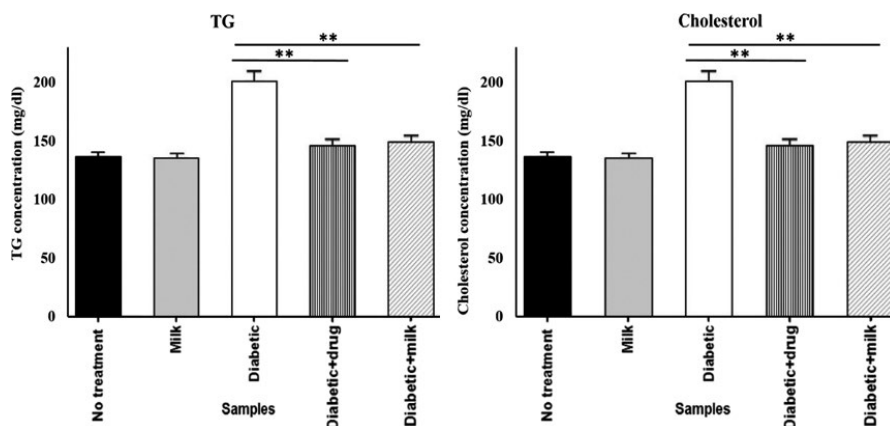 TG
**
**
200
150
100
50
0
TG concentration (mg/dl)
No treatment
Milk
Diabetic
Diabetic+drug
Diabetic+milk
Samples
Cholesterol
**
**
200
150
100
50
0
Cholesterol concentration (mg/dl)
No treatment
Milk
Diabetic
Diabetic+drug
Diabetic+milk
Samples